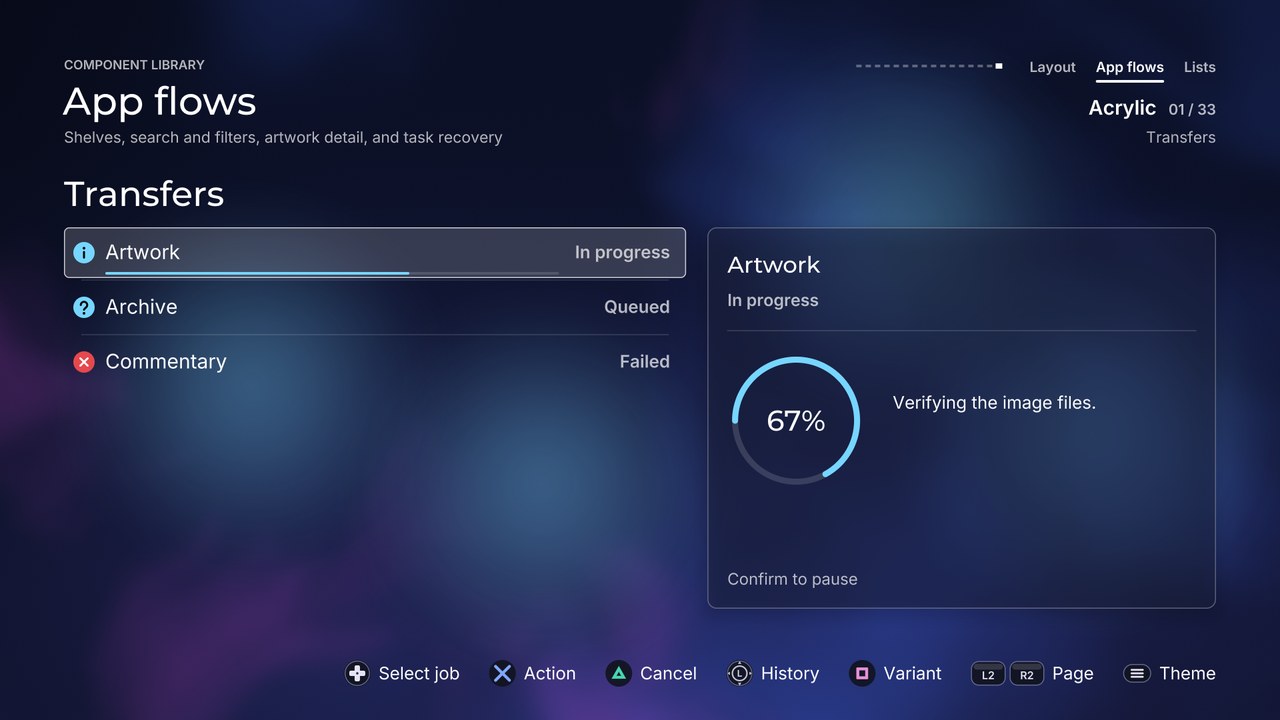 COMPONENT LIBRARY
App flows
Shelves, search and filters, artwork detail, and task recovery
Layout App flows Lists
Acrylic 01 / 33
Transfers
Transfers
Artwork In progress
Archive Queued
Commentary Failed
Artwork
In progress
67%
Verifying the image files.
Confirm to pause
Select job Action Cancel L History Variant L2 R2 Page Theme